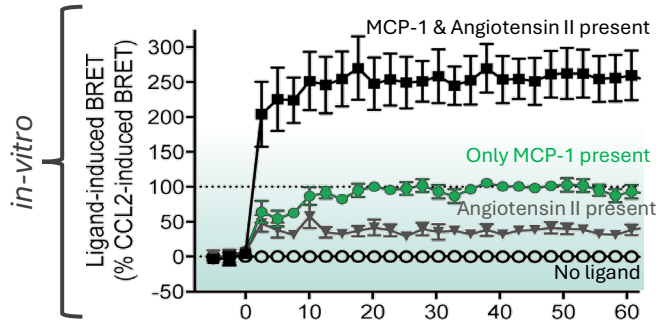 in-vitro
Ligand-induced BRET
(% CCL2-induced BRET)
300
250
200
150
100
50
0
-50
MCP-1 & Angiotensin II present
Only MCP-1 present
Angiotensin II present
No ligand
0 10 20 30 40 50 60